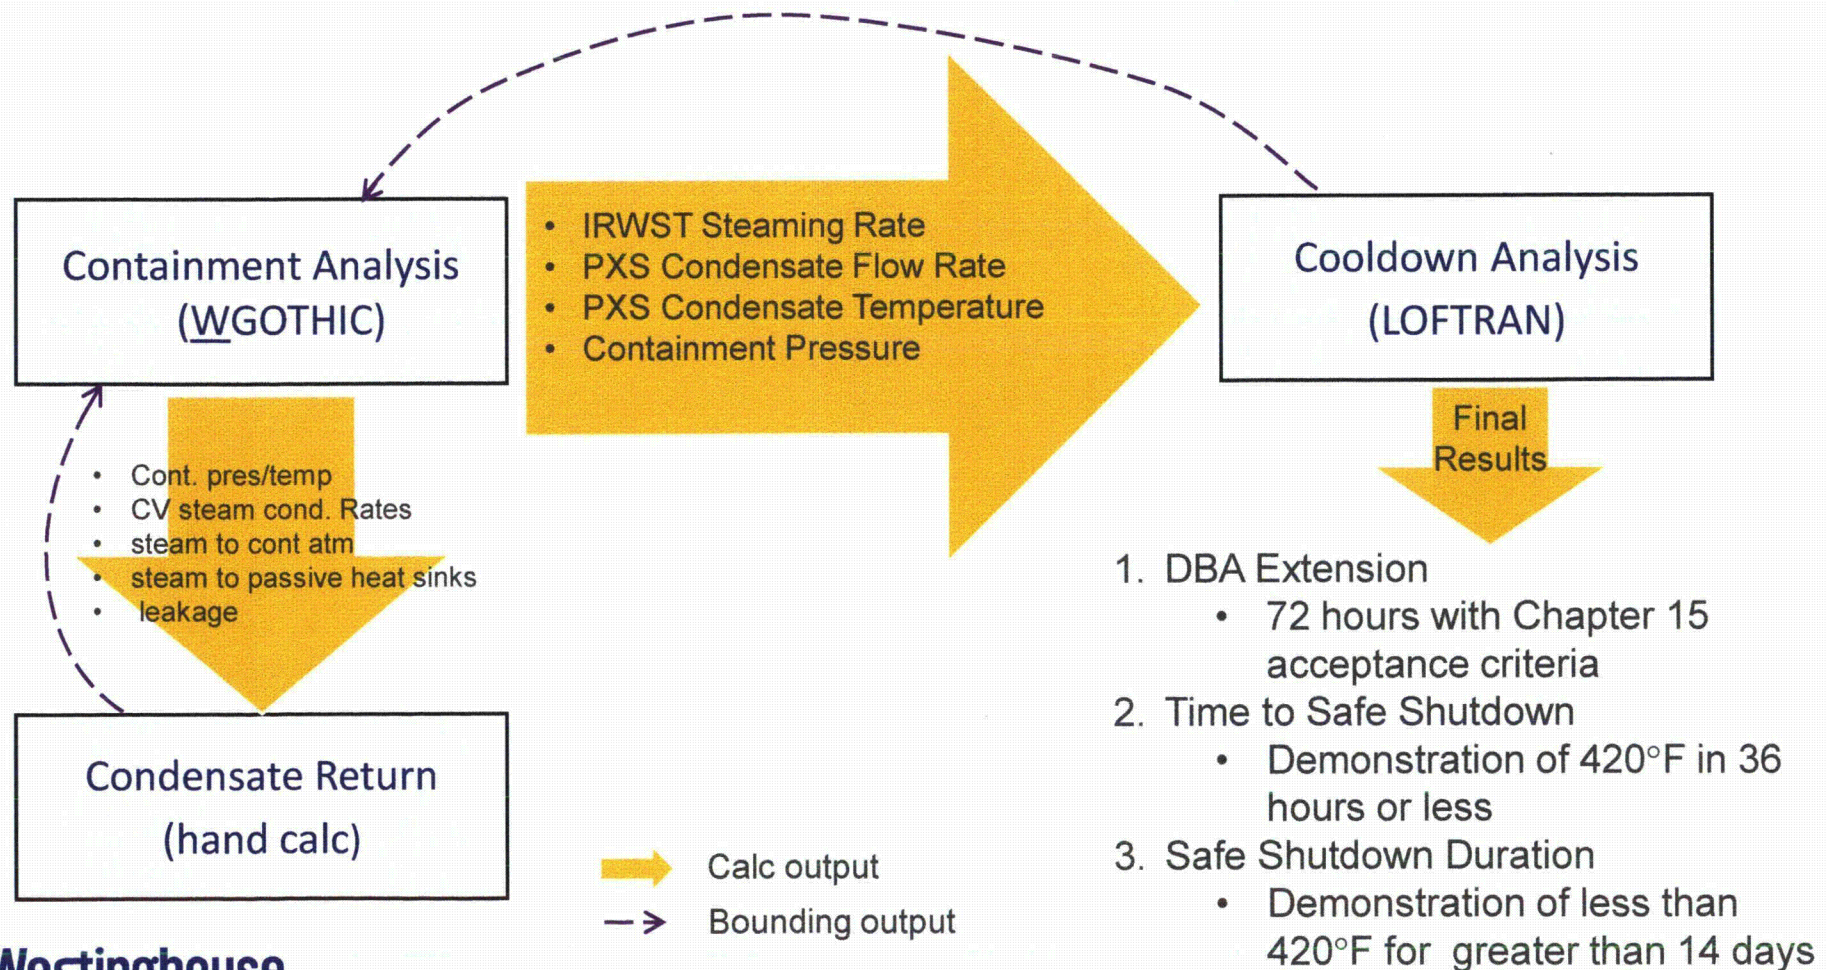 Containment Analysis
(WGOTHIC)
• IRWST Steaming Rate
• PXS Condensate Flow Rate
• PXS Condensate Temperature
• Containment Pressure
Cooldown Analysis
(LOFTRAN)
• Cont. pres/temp
• CV steam cond. Rates
• steam to cont atm
• steam to passive heat sinks
• leakage
Condensate Return
(hand calc)
Final
Results
1. DBA Extension
• 72 hours with Chapter 15
acceptance criteria
2. Time to Safe Shutdown
• Demonstration of 420°F in 36
hours or less
3. Safe Shutdown Duration
• Demonstration of less than
420°F for greater than 14 days
Calc output
Bounding output
Westinghouse